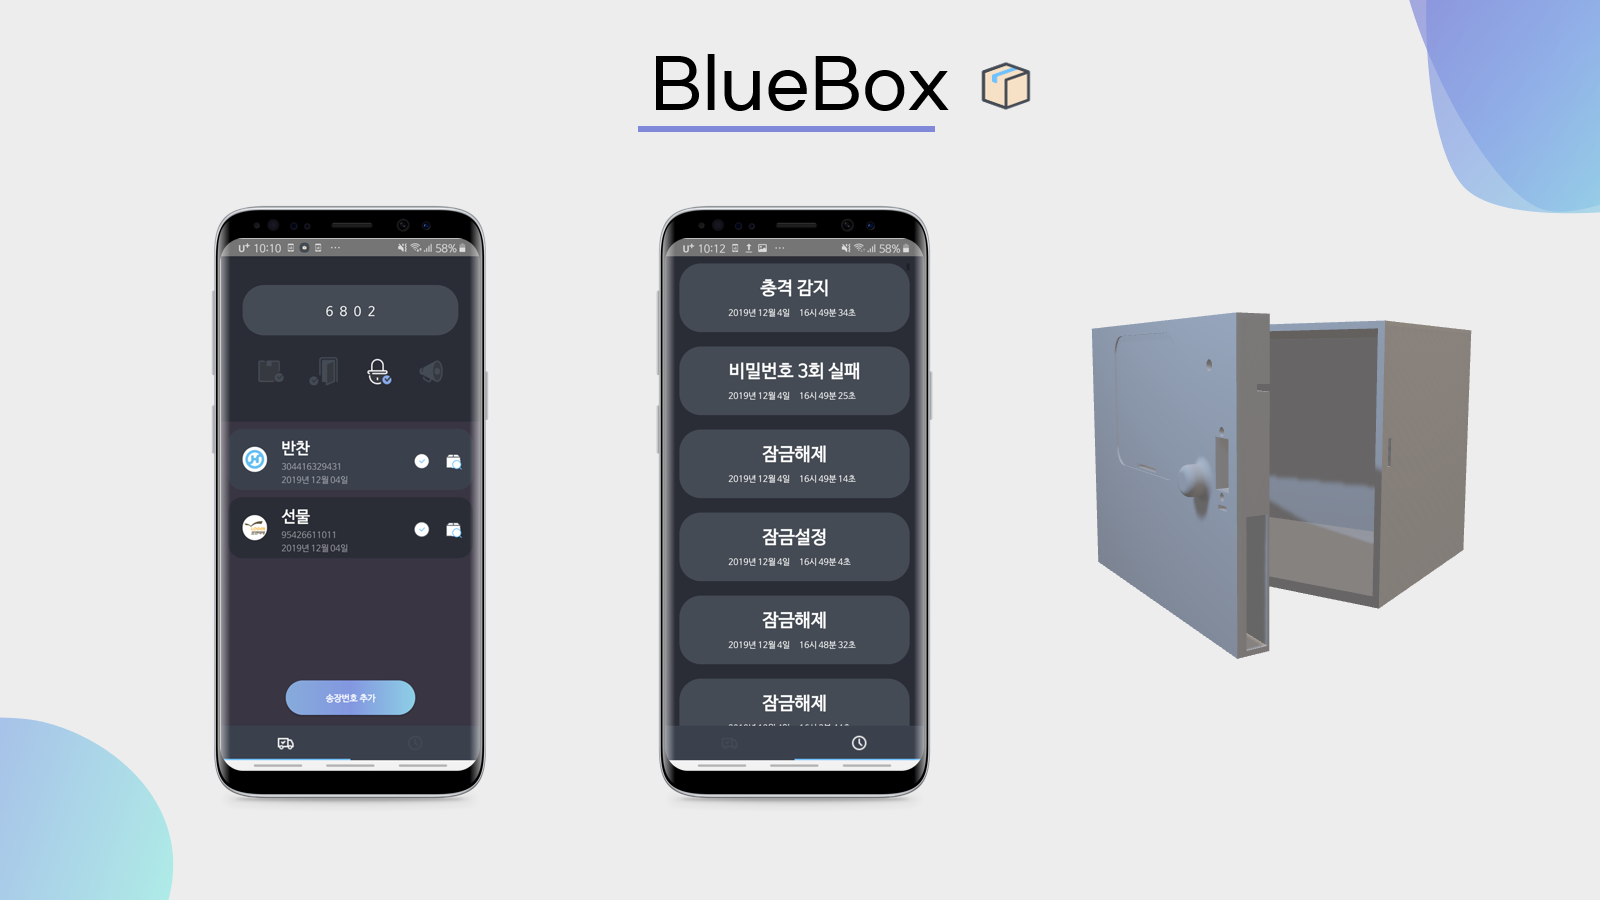 BlueBox
U+ 10:10 ... 58%
6 8 0 2
반찬
304416329431
2019년 12월 04일
선물
95426611011
2019년 12월 04일
송장번호 추가
U+ 10:12 ... 58%
충격 감지
2019년 12월 4일 16시 49분 34초
비밀번호 3회 실패
2019년 12월 4일 16시 49분 25초
잠금해제
2019년 12월 4일 16시 49분 14초
잠금설정
2019년 12월 4일 16시 49분 4초
잠금해제
2019년 12월 4일 16시 48분 32초
잠금해제